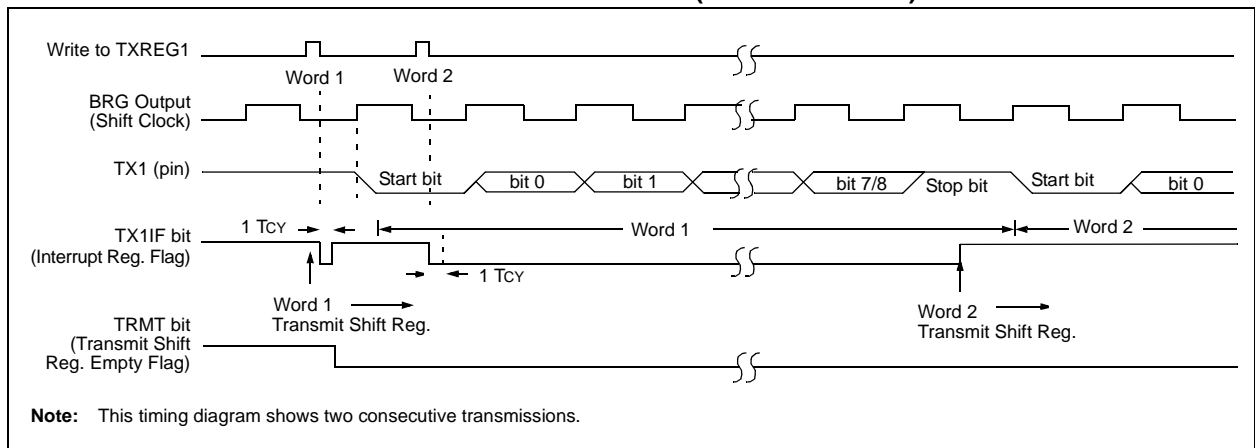 Write to TXREG1
Word 1
Word 2
BRG Output
(Shift Clock)
TX1 (pin)
Start bit
bit 0
bit 1
bit 7/8
Stop bit
Start bit
bit 0
1 TCY
Word 1
Word 2
TX1IF bit
(Interrupt Reg. Flag)
1 TCY
Word 1
Transmit Shift Reg.
Word 2
Transmit Shift Reg.
TRMT bit
(Transmit Shift
Reg. Empty Flag)
Note: This timing diagram shows two consecutive transmissions.